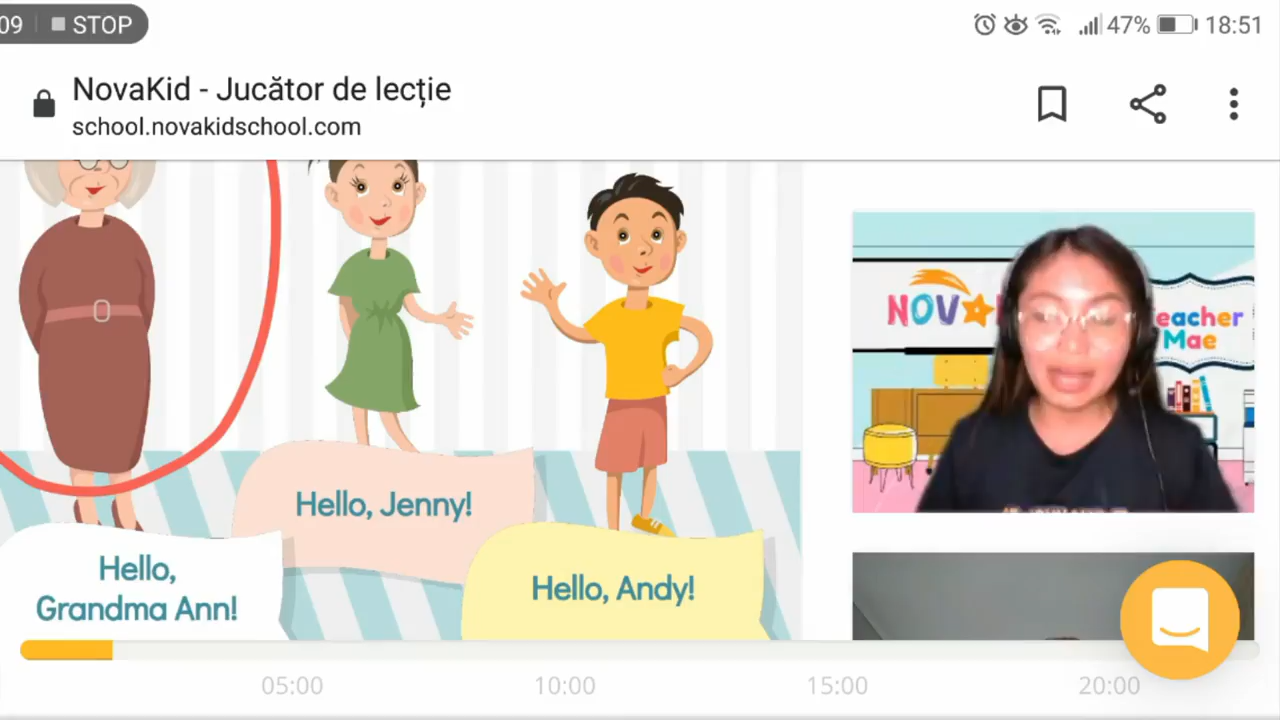 09 STOP 47% 18:51
NovaKid - Jucător de lecție
school.novakidschool.com
NOV
eacher
Mae
Hello, Jenny!
Hello,
Grandma Ann!
Hello, Andy!
05:00 10:00 15:00 20:00